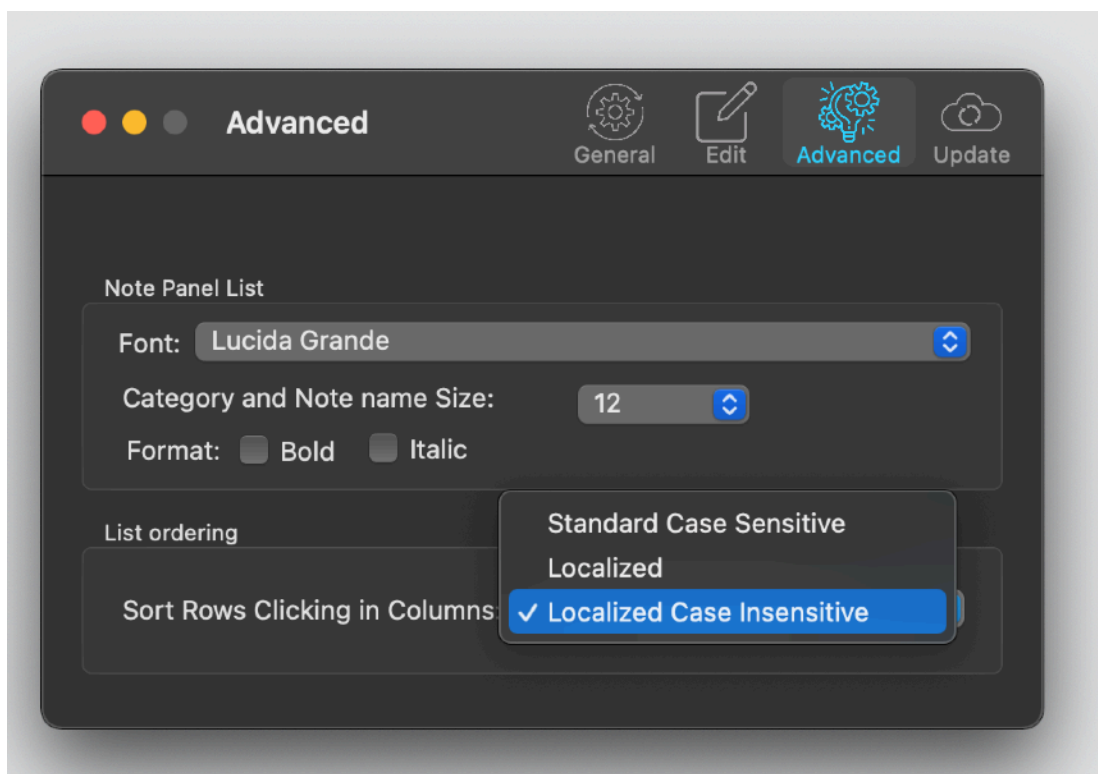 Advanced
General
Edit
Advanced
Update
Note Panel List
Font: Lucida Grande
Category and Note name Size: 12
Format: Bold Italic
List ordering
Standard Case Sensitive
Localized
Sort Rows Clicking in Columns: ✓ Localized Case Insensitive